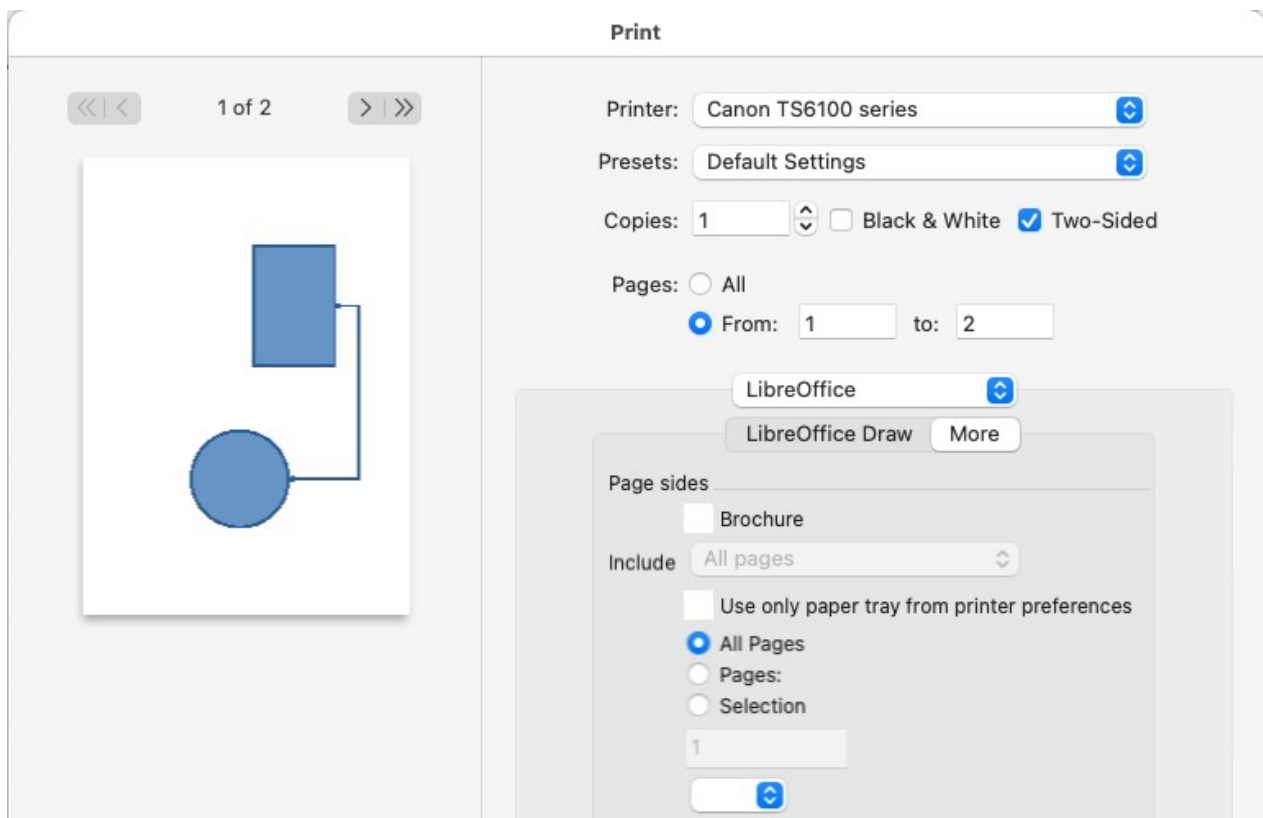 Print
1 of 2
Printer: Canon TS6100 series
Presets: Default Settings
Copies: 1 Black & White Two-Sided
Pages: All
From: 1 to: 2
LibreOffice
LibreOffice Draw More
Page sides
Brochure
Include All pages
Use only paper tray from printer preferences
All Pages
Pages:
Selection
1